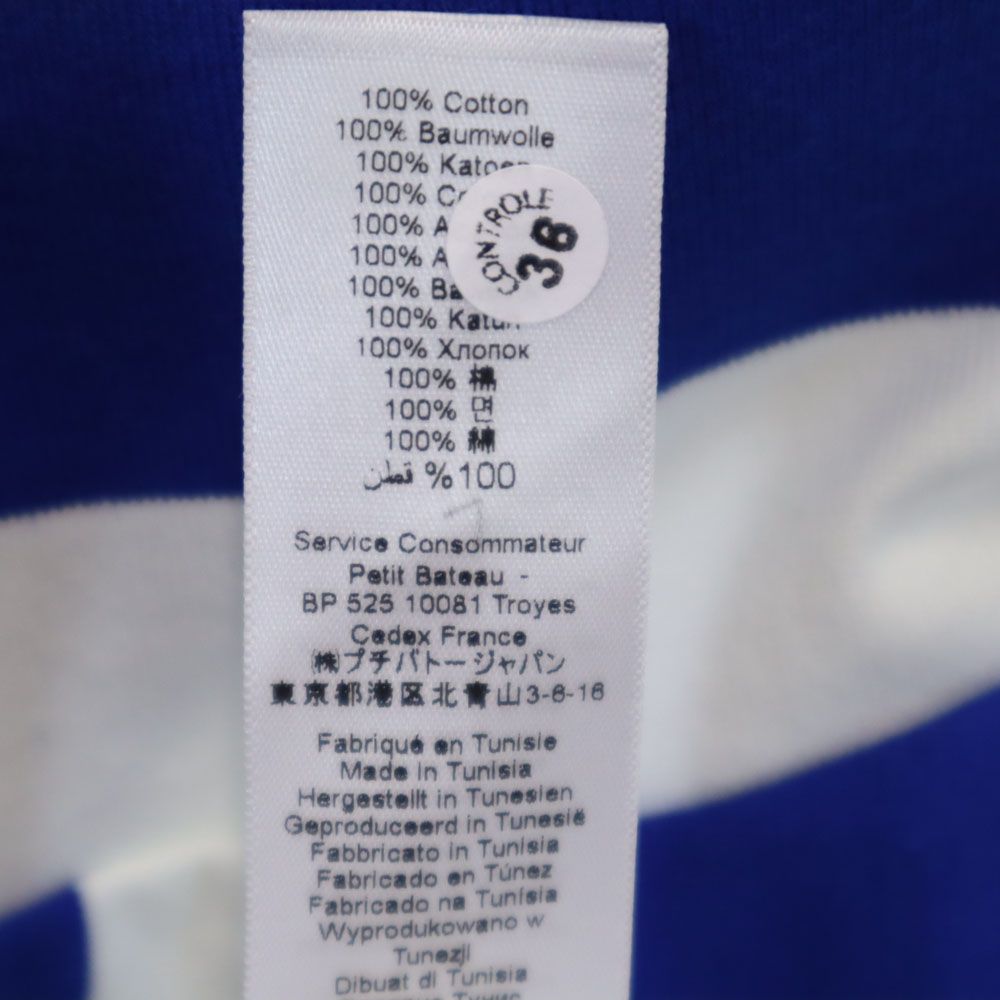 100% Cotton
100% Baumwolle
100% Katoen
100%
100%
100%
100%
100% Katun
100% Хлопок
100% 棉
100% 면
100% 綿
100% قطن
CONTROLE
36
Service Consommateur
Petit Bateau -
BP 525 10081 Troyes
Cedex France
㈱プチバトージャパン
東京都港区北青山3-6-16
Fabriqué en Tunisie
Made in Tunisia
Hergestellt in Tunesien
Geproduceerd in Tunesië
Fabbricato in Tunisia
Fabricado en Túnez
Fabricado na Tunísia
Wyprodukowano w
Tunezji
Dibuat di Tunisia
Тунис